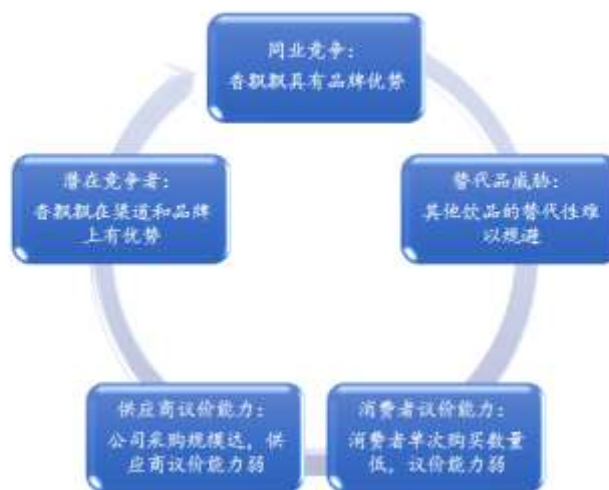 同业竞争：
香飘飘具有品牌优势
潜在竞争者：
香飘飘在渠道和品牌
上有优势
替代品威胁：
其他饮品的替代性难
以规避
供应商议价能力：
公司采购规模达，供
应商议价能力弱
消费者议价能力：
消费者单次购买数量
低，议价能力弱